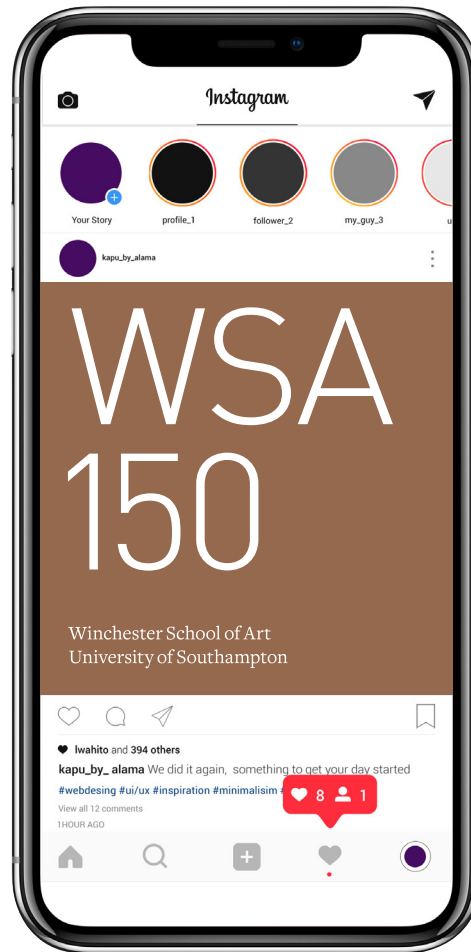 Instagram
Your Story
profile_1
follower_2
my_guy_3
u
kapu_by_alama
WSA
150
Winchester School of Art
University of Southampton
lwahito and 394 others
kapu_by_ alama We did it again, something to get your day started
#webdesing #ui/ux #inspiration #minimalisim #
8 1
View all 12 comments
1HOUR AGO